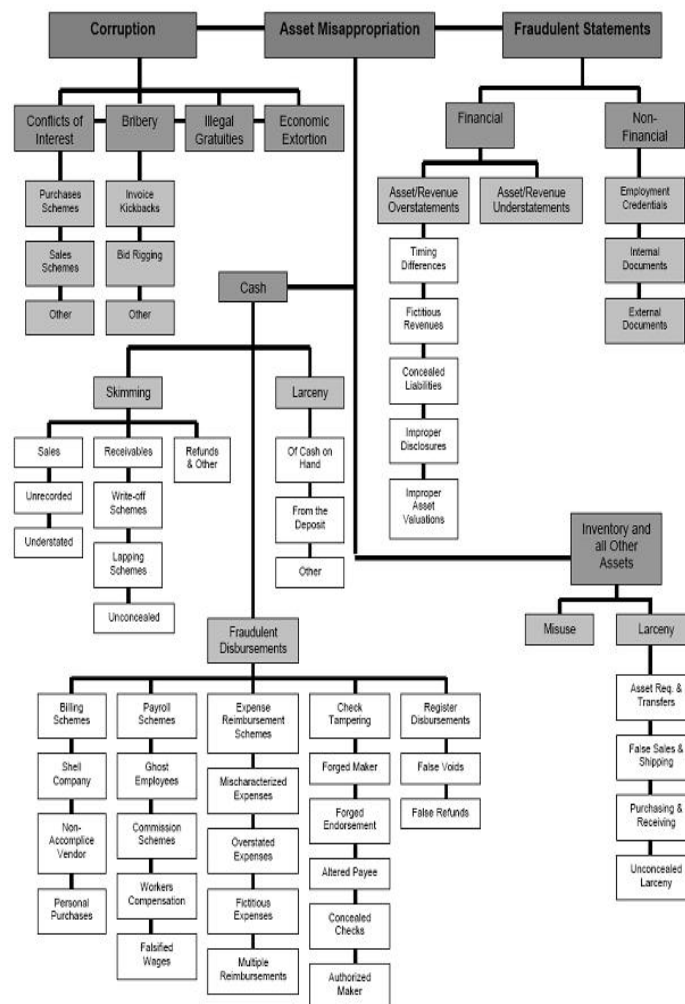 Corruption
Asset Misappropriation
Fraudulent Statements
Conflicts of
Interest
Bribery
Illegal
Gratuities
Economic
Extortion
Purchases
Schemes
Sales
Schemes
Other
Invoice
Kickbacks
Bid Rigging
Other
Financial
Non-
Financial
Asset/Revenue
Overstatements
Asset/Revenue
Understatements
Employment
Credentials
Internal
Documents
External
Documents
Timing
Differences
Fictitious
Revenues
Concealed
Liabilities
Improper
Disclosures
Improper
Asset
Valuations
Cash
Skimming
Larceny
Sales
Unrecorded
Understated
Receivables
Write-off
Schemes
Lapping
Schemes
Unconcealed
Refunds
& Other
Of Cash on
Hand
From the
Deposit
Other
Inventory and
all Other
Assets
Misuse
Larceny
Asset Req. &
Transfers
False Sales &
Shipping
Purchasing &
Receiving
Unconcealed
Larceny
Fraudulent
Disbursements
Billing
Schemes
Shell
Company
Non-
Accomplice
Vendor
Personal
Purchases
Payroll
Schemes
Ghost
Employees
Commission
Schemes
Workers
Compensation
Falsified
Wages
Expense
Reimbursement
Schemes
Mischaracterized
Expenses
Overstated
Expenses
Fictitious
Expenses
Multiple
Reimbursements
Check
Tampering
Forged Maker
Forged
Endorsement
Altered Payee
Concealed
Checks
Authorized
Maker
Register
Disbursements
False Voids
False Refunds